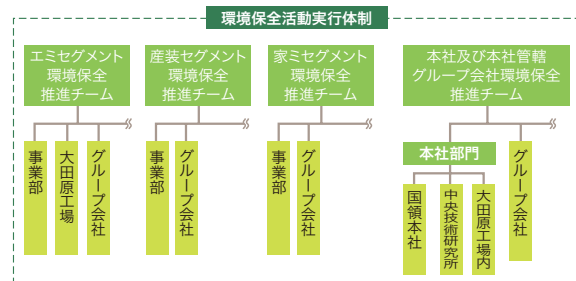 環境保全活動実行体制
エミセグメント
環境保全
推進チーム
産装セグメント
環境保全
推進チーム
家ミセグメント
環境保全
推進チーム
本社及び本社管轄
グループ会社環境保全
推進チーム
事業部
大田原工場
グループ会社
事業部
グループ会社
事業部
グループ会社
本社部門
国領本社
中央技術研究所
大田原工場内
グループ会社